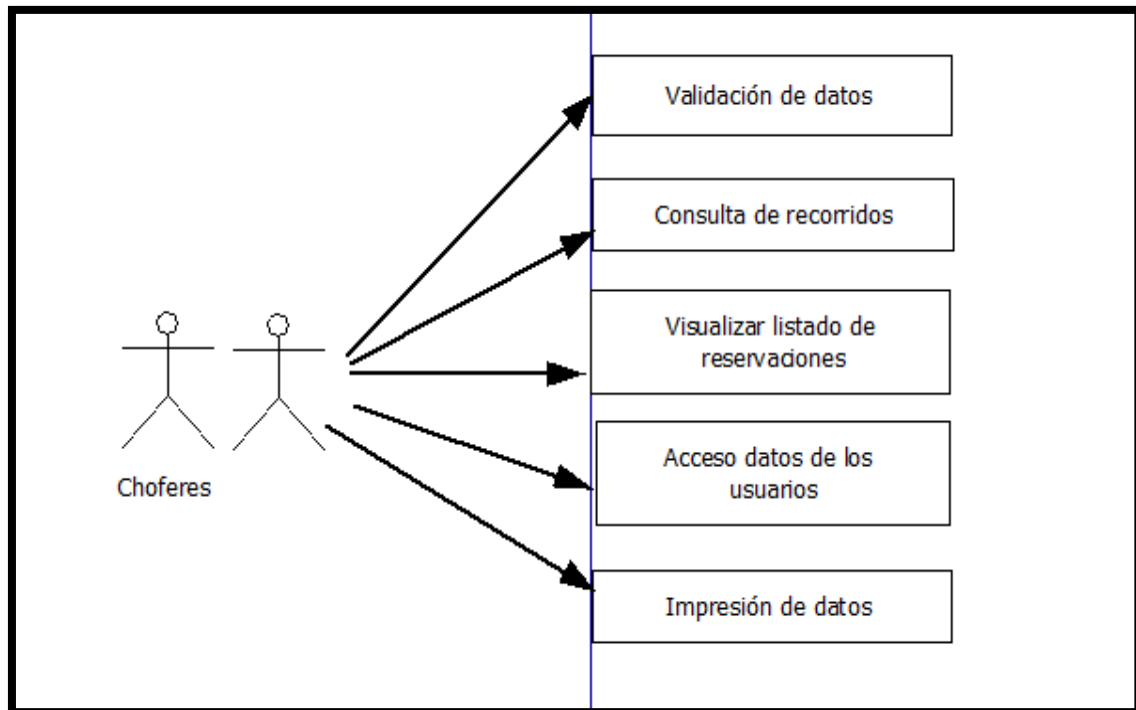 Validación de datos
Consulta de recorridos
Visualizar listado de
reservaciones
Acceso datos de los
usuarios
Choferes
Impresión de datos